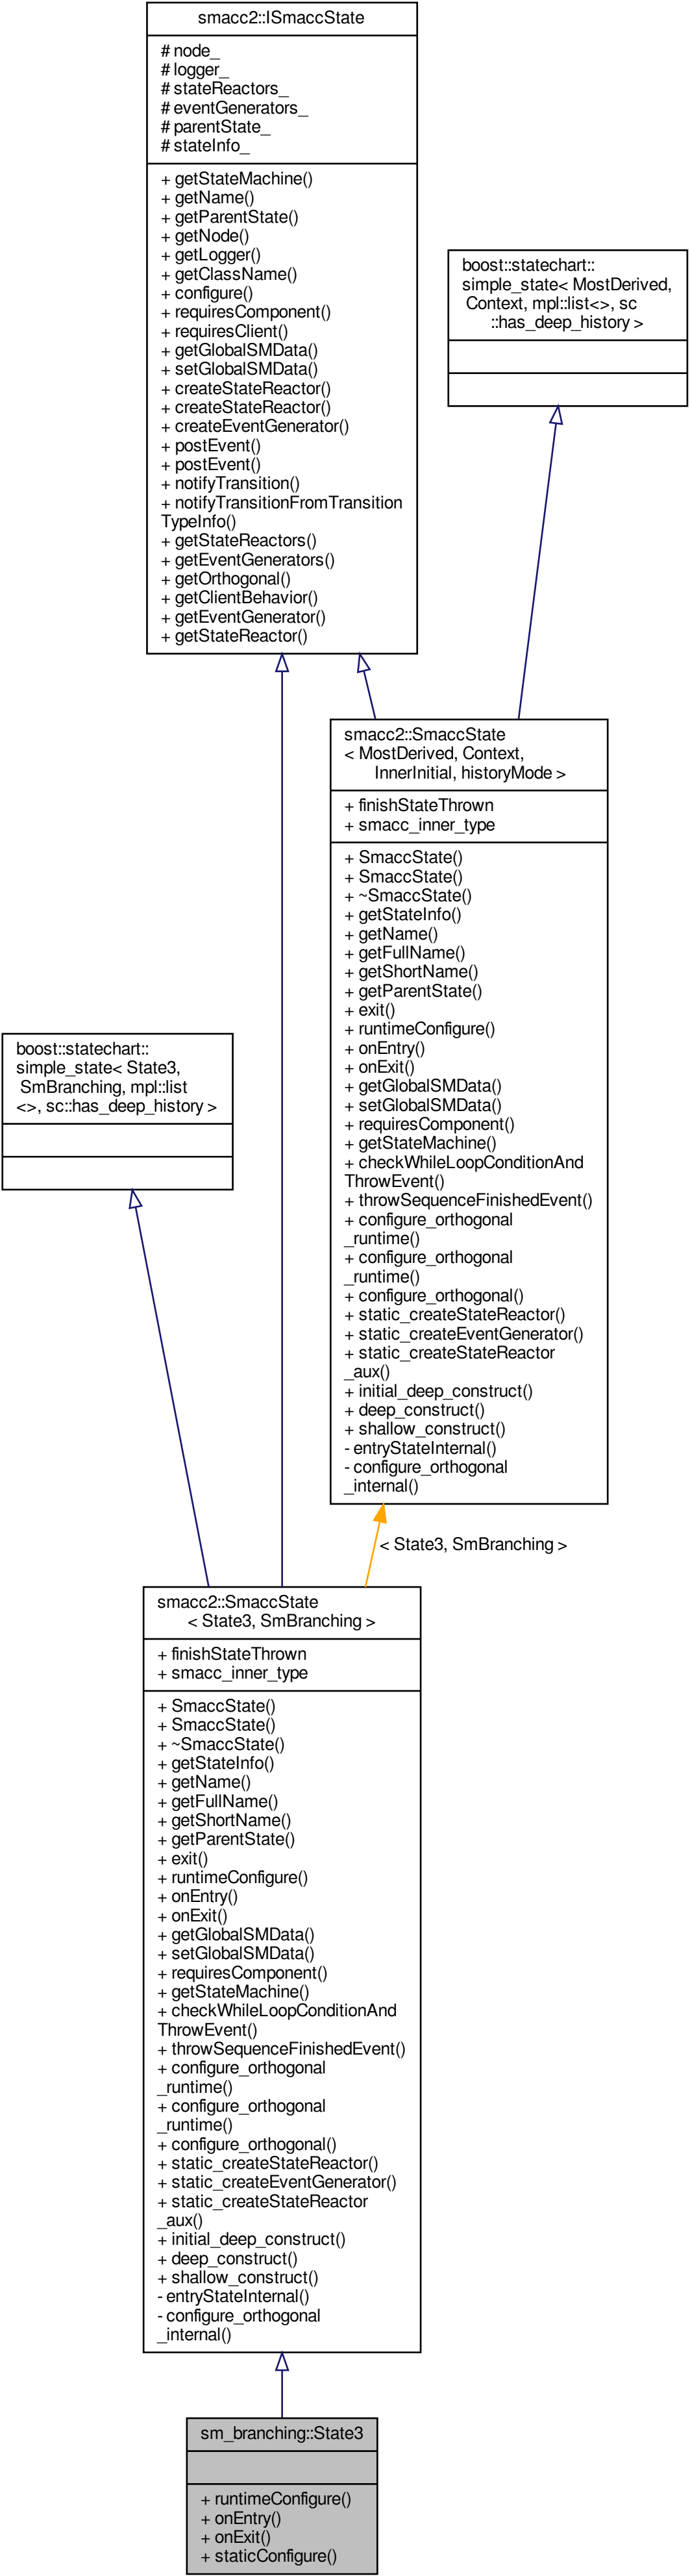 smacc2::ISmaccState
# node_
# logger_
# stateReactors_
# eventGenerators_
# parentState_
# stateInfo_
+ getStateMachine()
+ getName()
+ getParentState()
+ getNode()
+ getLogger()
+ getClassName()
+ configure()
+ requiresComponent()
+ requiresClient()
+ getGlobalSMData()
+ setGlobalSMData()
+ createStateReactor()
+ createStateReactor()
+ createEventGenerator()
+ postEvent()
+ postEvent()
+ notifyTransition()
+ notifyTransitionFromTransition
TypeInfo()
+ getStateReactors()
+ getEventGenerators()
+ getOrthogonal()
+ getClientBehavior()
+ getEventGenerator()
+ getStateReactor()
boost::statechart::
simple_state< MostDerived,
Context, mpl::list<>, sc
::has_deep_history >
smacc2::SmaccState
< MostDerived, Context,
InnerInitial, historyMode >
+ finishStateThrown
+ smacc_inner_type
+ SmaccState()
+ SmaccState()
+ ~SmaccState()
+ getStateInfo()
+ getName()
+ getFullName()
+ getShortName()
+ getParentState()
+ exit()
+ runtimeConfigure()
+ onEntry()
+ onExit()
+ getGlobalSMData()
+ setGlobalSMData()
+ requiresComponent()
+ getStateMachine()
+ checkWhileLoopConditionAnd
ThrowEvent()
+ throwSequenceFinishedEvent()
+ configure_orthogonal
_runtime()
+ configure_orthogonal
_runtime()
+ configure_orthogonal()
+ static_createStateReactor()
+ static_createEventGenerator()
+ static_createStateReactor
_aux()
+ initial_deep_construct()
+ deep_construct()
+ shallow_construct()
- entryStateInternal()
- configure_orthogonal
_internal()
boost::statechart::
simple_state< State3,
SmBranching, mpl::list
<>, sc::has_deep_history >
< State3, SmBranching >
smacc2::SmaccState
< State3, SmBranching >
+ finishStateThrown
+ smacc_inner_type
+ SmaccState()
+ SmaccState()
+ ~SmaccState()
+ getStateInfo()
+ getName()
+ getFullName()
+ getShortName()
+ getParentState()
+ exit()
+ runtimeConfigure()
+ onEntry()
+ onExit()
+ getGlobalSMData()
+ setGlobalSMData()
+ requiresComponent()
+ getStateMachine()
+ checkWhileLoopConditionAnd
ThrowEvent()
+ throwSequenceFinishedEvent()
+ configure_orthogonal
_runtime()
+ configure_orthogonal
_runtime()
+ configure_orthogonal()
+ static_createStateReactor()
+ static_createEventGenerator()
+ static_createStateReactor
_aux()
+ initial_deep_construct()
+ deep_construct()
+ shallow_construct()
- entryStateInternal()
- configure_orthogonal
_internal()
sm_branching::State3
+ runtimeConfigure()
+ onEntry()
+ onExit()
+ staticConfigure()